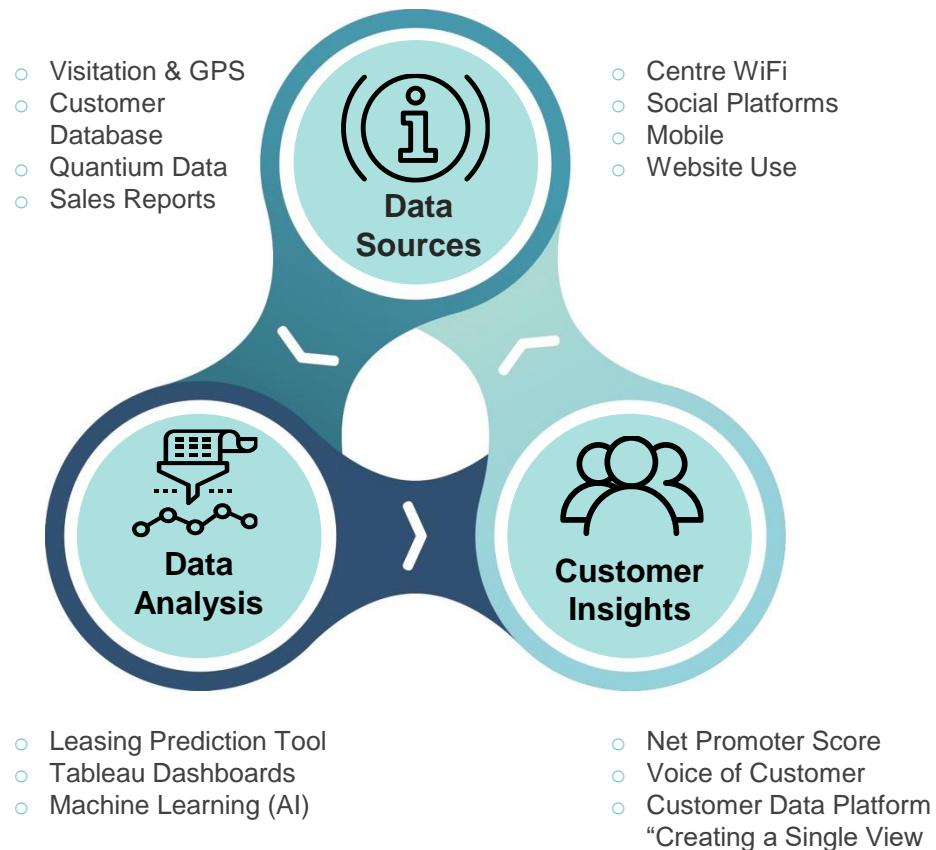 ○ Visitation & GPS
○ Customer
Database
○ Quantium Data
○ Sales Reports
○ Centre WiFi
○ Social Platforms
○ Mobile
○ Website Use
Data
Sources
Data
Analysis
Customer
Insights
○ Leasing Prediction Tool
○ Tableau Dashboards
○ Machine Learning (AI)
○ Net Promoter Score
○ Voice of Customer
○ Customer Data Platform
“Creating a Single View